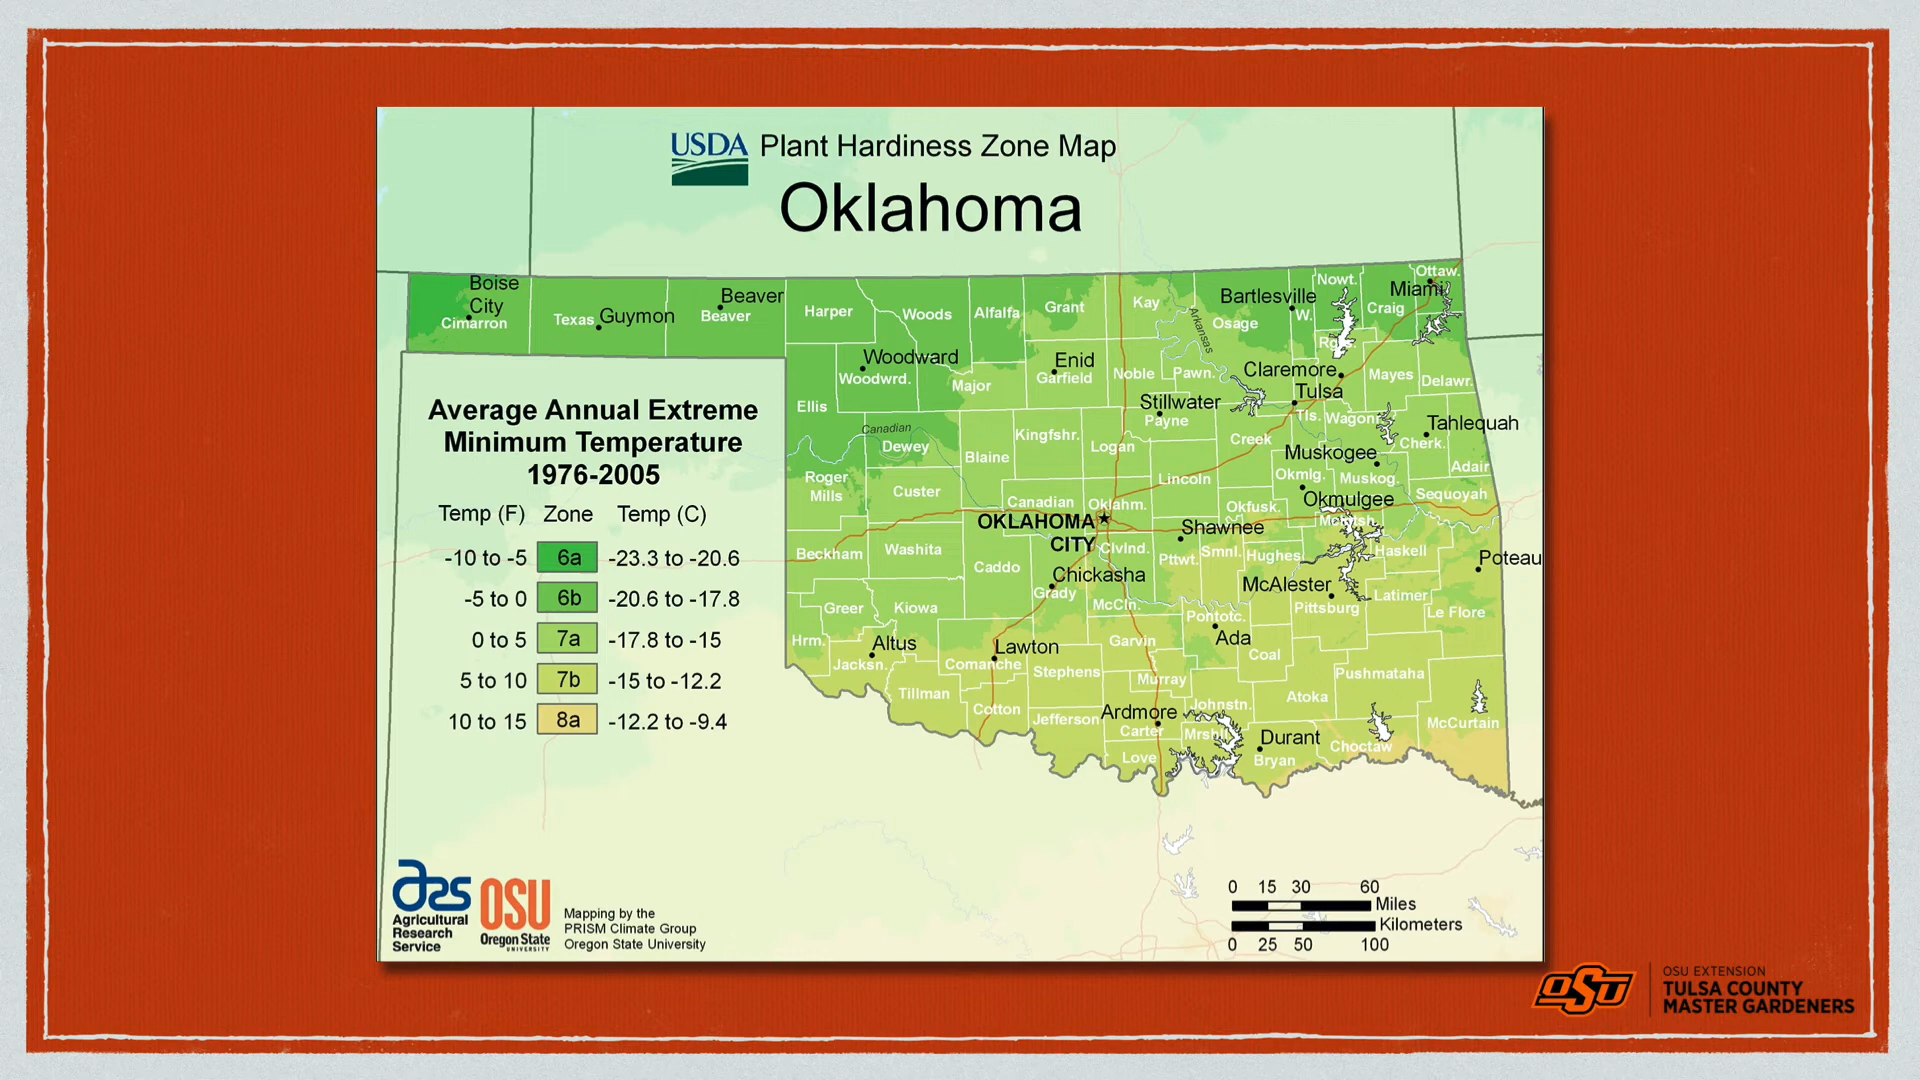 USDA Plant Hardiness Zone Map
Oklahoma
Boise
City
Cimarron
Texas
Guymon
Beaver
Beaver
Harper
Woods
Alfalfa
Grant
Kay
Arkansas
Osage
Bartlesville
W.
Nowt.
Craig
Ottaw.
Miami
Woodward
Woodwrd.
Ellis
Major
Enid
Garfield
Noble
Pawn.
Claremore
Tulsa
Tls.
Wagonr.
Mayes
Delawr.
Stillwater
Payne
Canadian
Dewey
Blaine
Kingfshr.
Logan
Creek
Lincoln
Muskogee
Muskog.
Cherk.
Tahlequah
Adair
Roger
Mills
Custer
Canadian
Oklahm.
OKLAHOMA
CITY
Okfusk.
Okmlg.
Okmulgee
Sequoyah
Beckham
Washita
Caddo
Clvlnd.
Shawnee
Pttwt.
Smnl.
Hughes
Haskell
Poteau
Chickasha
Grady
McCln.
McAlester
Pittsburg
Latimer
Le Flore
Greer
Kiowa
Hrm.
Altus
Jacksn.
Lawton
Comanche
Stephens
Garvin
Pontotc.
Ada
Coal
Pushmataha
Tillman
Cotton
Jefferson
Murray
Ardmore
Carter
Johnstn.
Atoka
McCurtain
Love
Durant
Bryan
Choctaw
Average Annual Extreme
Minimum Temperature
1976-2005
Temp (F) Zone Temp (C)
-10 to -5 6a -23.3 to -20.6
-5 to 0 6b -20.6 to -17.8
0 to 5 7a -17.8 to -15
5 to 10 7b -15 to -12.2
10 to 15 8a -12.2 to -9.4
ars
Agricultural
Research
Service
OSU
Oregon State
UNIVERSITY
Mapping by the
PRISM Climate Group
Oregon State University
0 15 30 60
Miles
Kilometers
0 25 50 100
OSU
OSU EXTENSION
TULSA COUNTY
MASTER GARDENERS